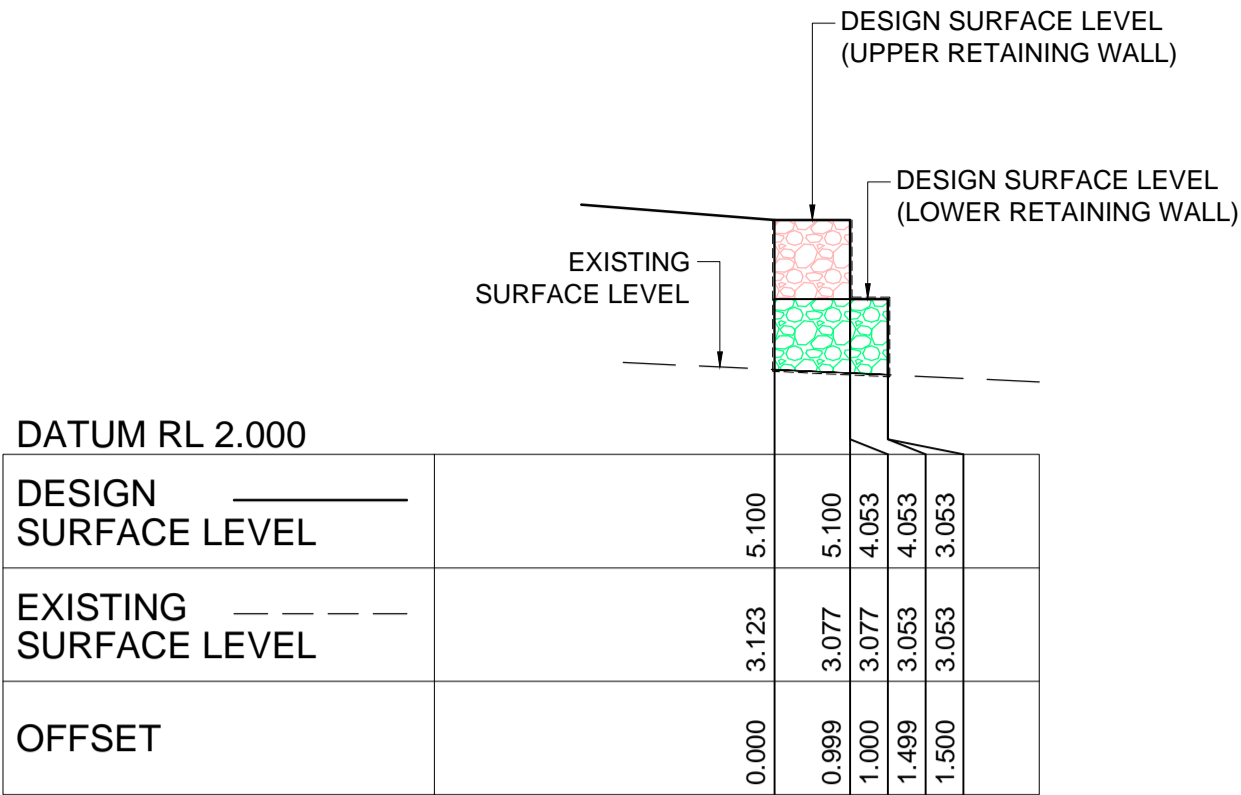 DESIGN SURFACE LEVEL
(UPPER RETAINING WALL)
DESIGN SURFACE LEVEL
(LOWER RETAINING WALL)
EXISTING
SURFACE LEVEL
DATUM RL 2.000
DESIGN
SURFACE LEVEL
5.100
5.100
4.053
4.053
3.053
EXISTING
SURFACE LEVEL
3.123
3.077
3.077
3.053
3.053
OFFSET
0.000
0.999
1.000
1.499
1.500